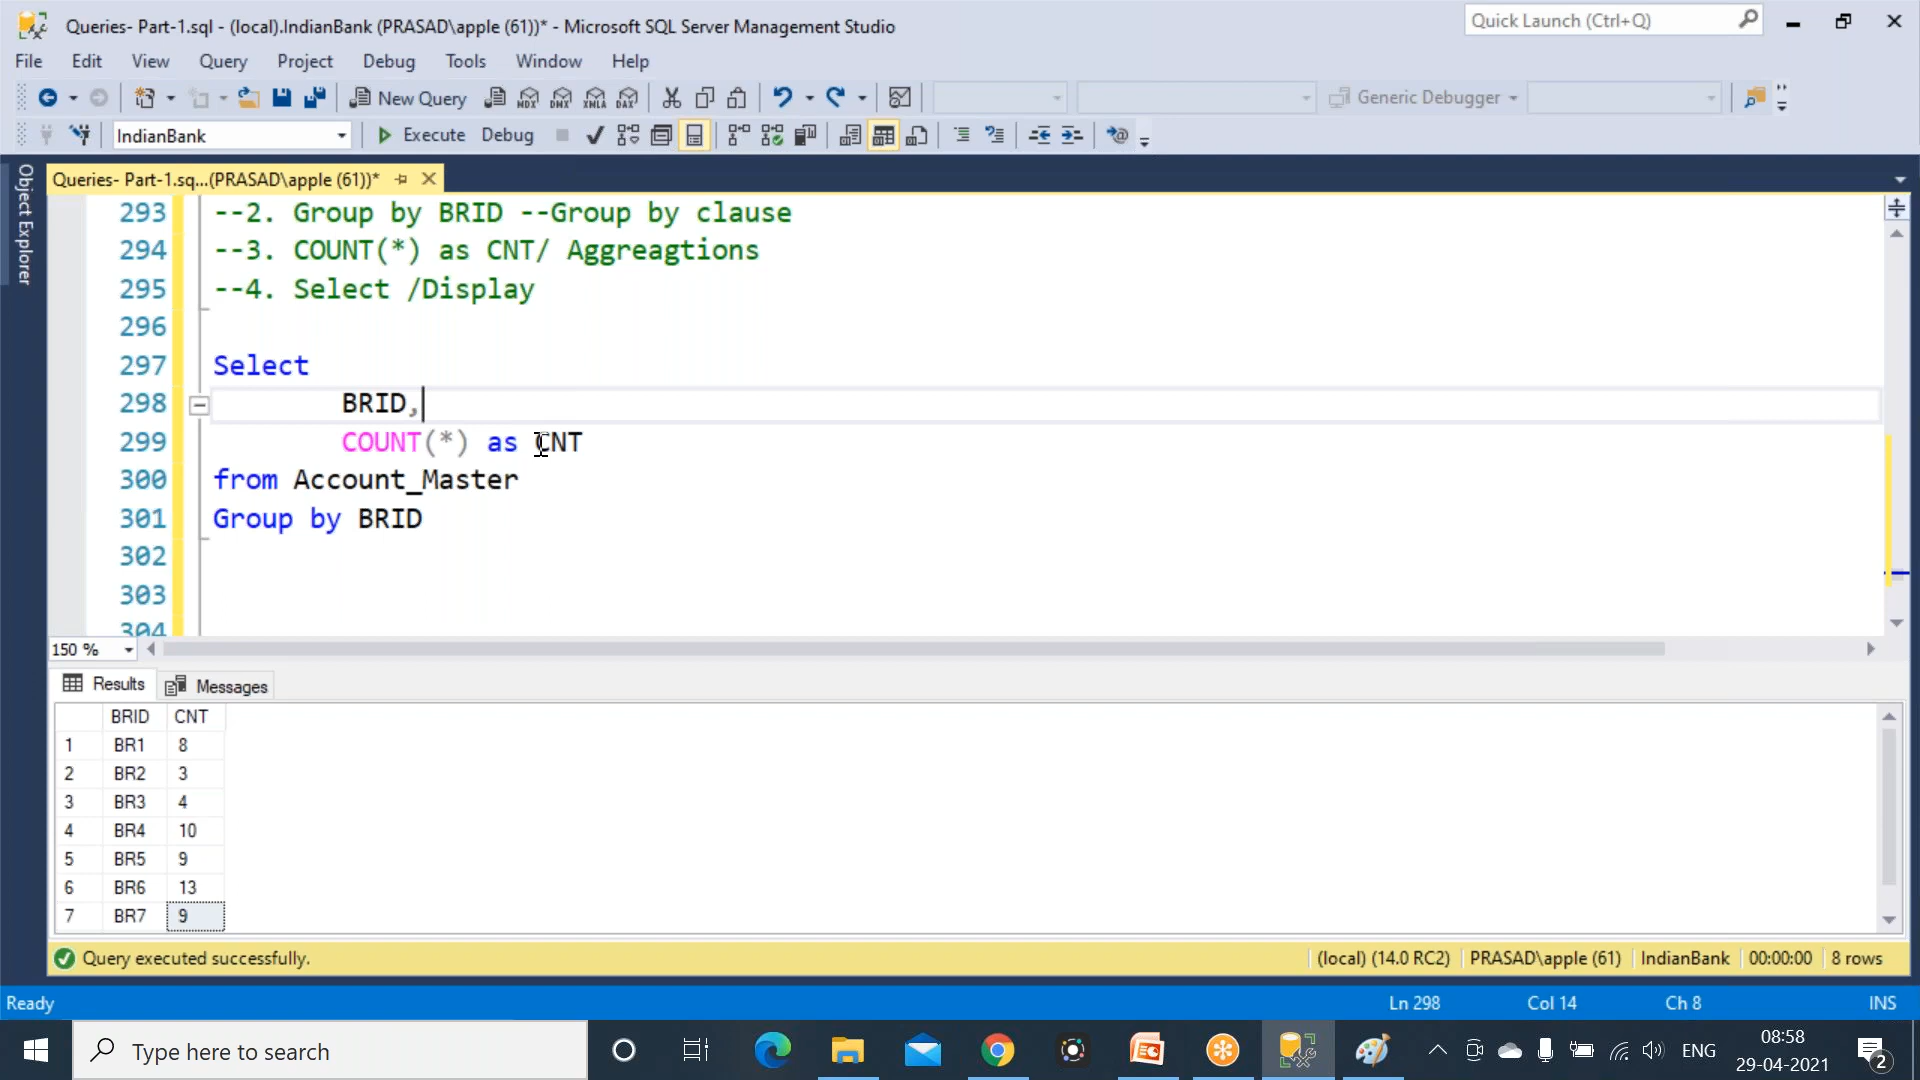 Queries- Part-1.sql - (local).IndianBank (PRASAD\apple (61))* - Microsoft SQL Server Management Studio
Quick Launch (Ctrl+Q)
File Edit View Query Project Debug Tools Window Help
New Query
MDX DMX XMLA DAX
Generic Debugger
IndianBank
Execute Debug
Object Explorer
Queries- Part-1.sq...(PRASAD\apple (61))*
293 --2. Group by BRID --Group by clause
294 --3. COUNT(*) as CNT/ Aggreagtions
295 --4. Select /Display
296
297 Select
298 BRID,
299 COUNT(*) as CNT
300 from Account_Master
301 Group by BRID
302
303
304
150 %
Results Messages
BRID CNT
1 BR1 8
2 BR2 3
3 BR3 4
4 BR4 10
5 BR5 9
6 BR6 13
7 BR7 9
Query executed successfully.
(local) (14.0 RC2) PRASAD\apple (61) IndianBank 00:00:00 8 rows
Ready
Ln 298 Col 14 Ch 8 INS
Type here to search
ENG
08:58
29-04-2021
2